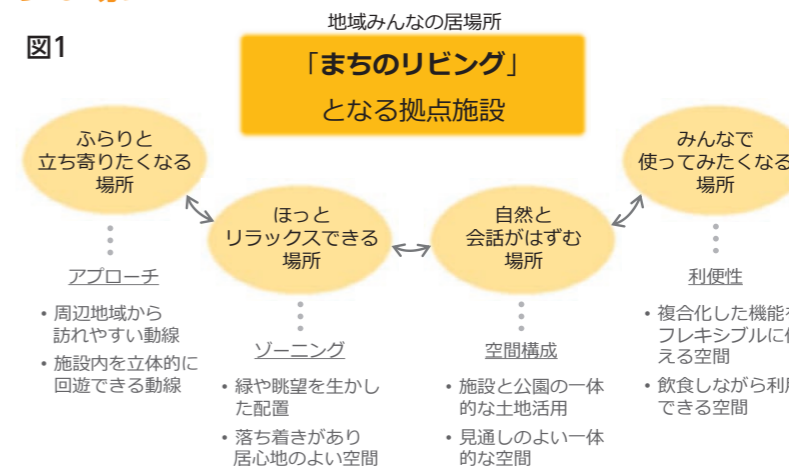 図1
地域みんなの居場所
「まちのリビング」
となる拠点施設
ふらりと
立ち寄りたくなる
場所
ほっと
リラックスできる
場所
自然と
会話がはずむ
場所
みんなで
使ってみたくなる
場所
アプローチ
・周辺地域から
訪れやすい動線
・施設内を立体的に
回遊できる動線
ゾーニング
・緑や眺望を生かし
た配置
・落ち着きがあり
居心地のよい空間
空間構成
・施設と公園の一体
的な土地活用
・見通しのよい一体
的な空間
利便性
・複合化した機能を
フレキシブルに
える空間
・飲食しながら利用
できる空間